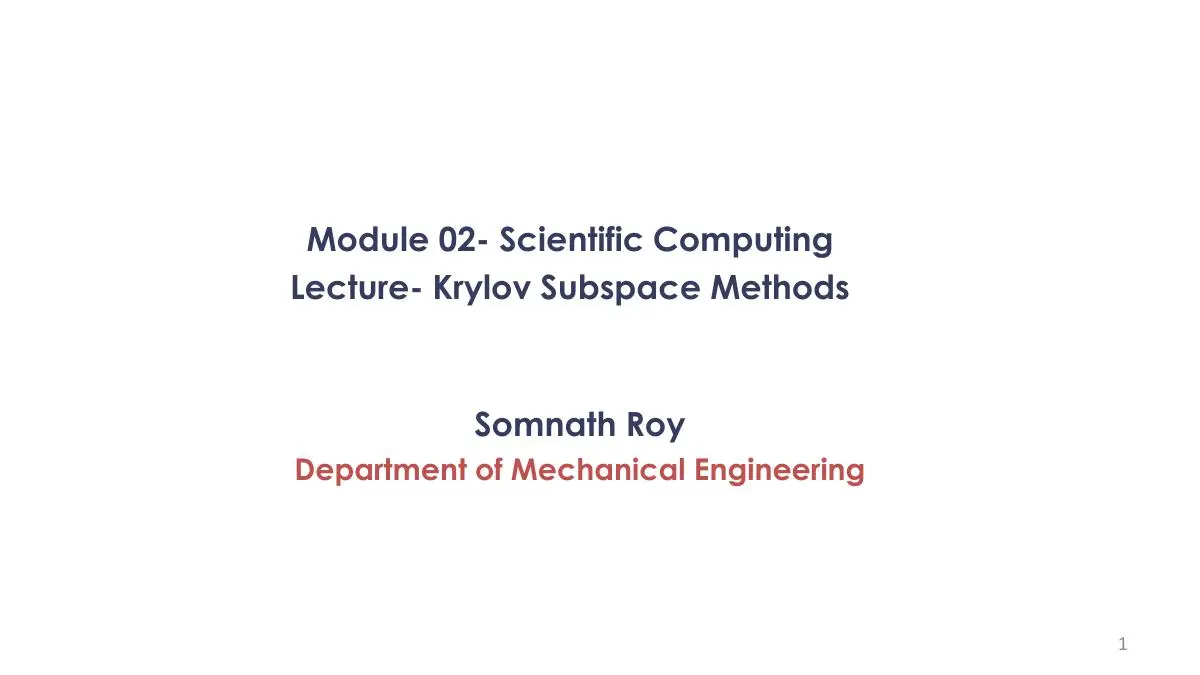 Module 02- Scientific Computing
Lecture- Krylov Subspace Methods
Somnath Roy
Department of Mechanical Engineering
1